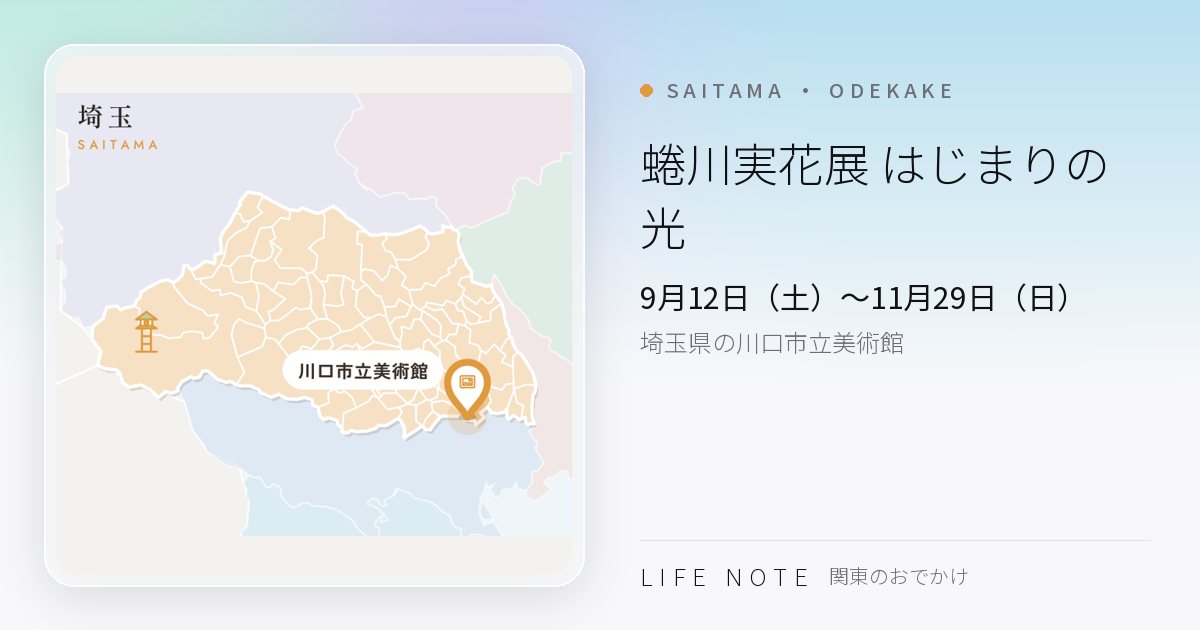 埼玉
SAITAMA
川口市立美術館
SAITAMA • ODEKAKE
蜷川実花展 はじまりの
光
9月12日（土）〜11月29日（日）
埼玉県の川口市立美術館
LIFE NOTE 関東のおでかけ